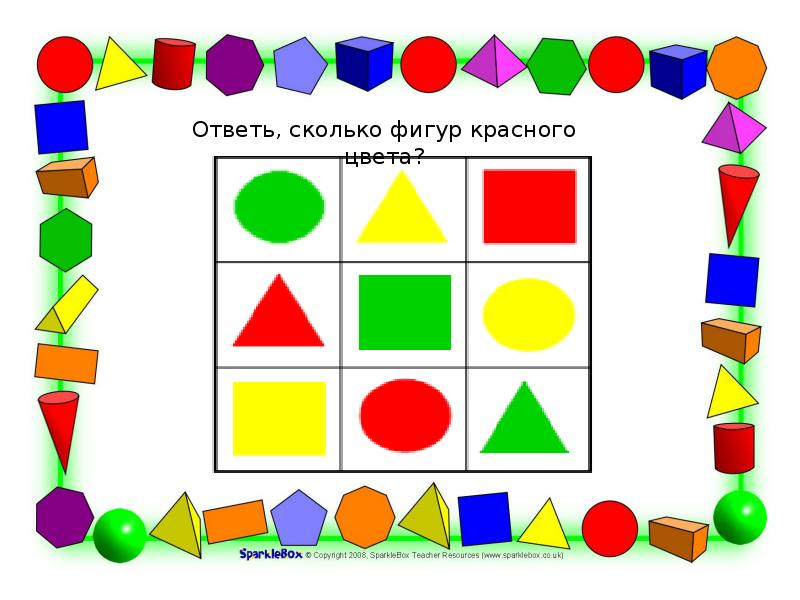 Ответь, сколько фигур красного
цвета?
SparkleBox © Copyright 2008, SparkleBox Teacher Resources (www.sparklebox.co.uk)